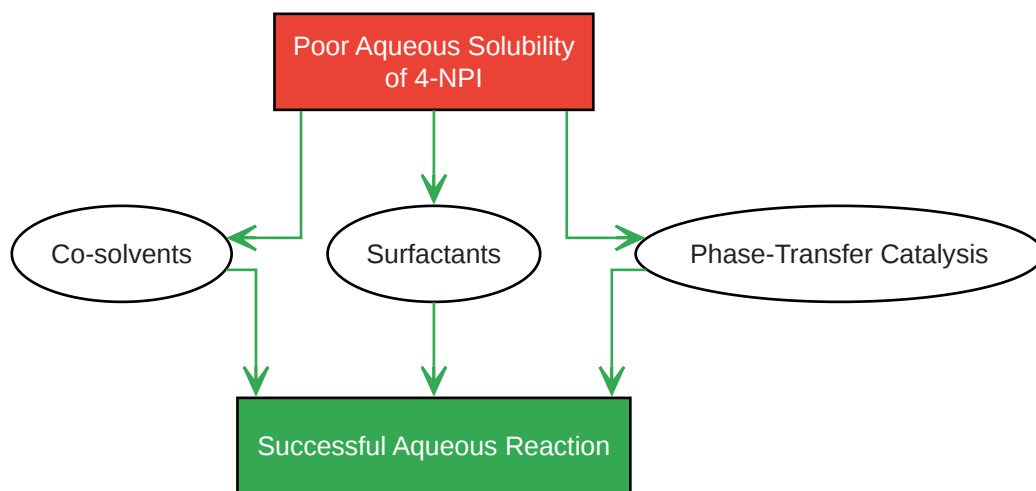 Poor Aqueous Solubility
of 4-NPI
Co-solvents
Surfactants
Phase-Transfer Catalysis
Successful Aqueous Reaction